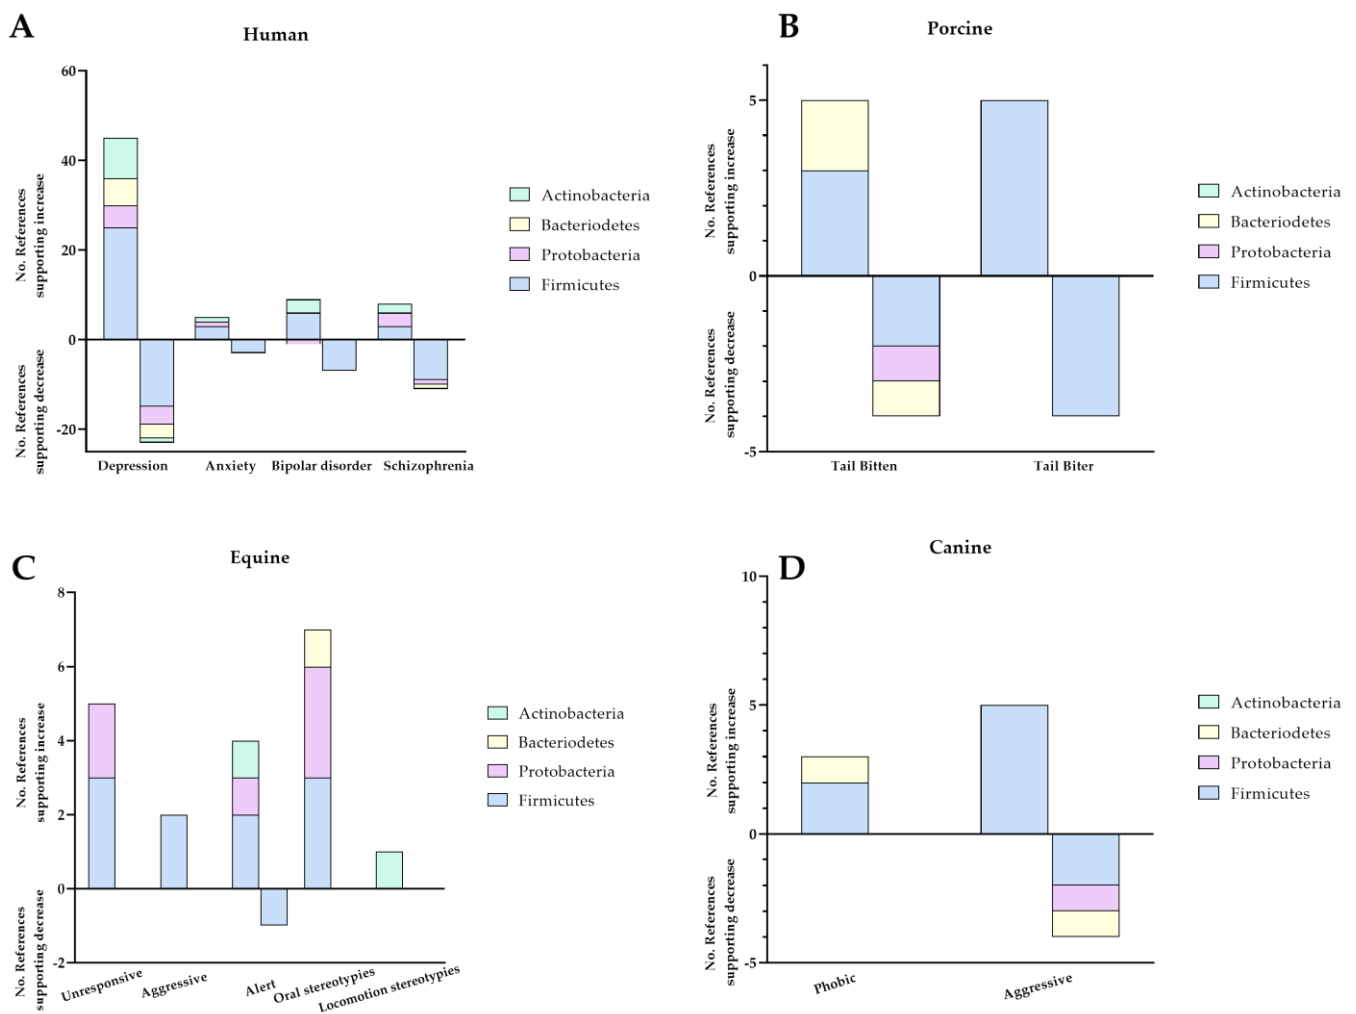 A
Human
60
40
20
0
-20
No. References
supporting increase
No. References
supporting decrease
Depression
Anxiety
Bipolar disorder
Schizophrenia
Actinobacteria
Bacteriodetes
Protobacteria
Firmicutes
B
Porcine
5
0
-5
No. References
supporting increase
No. References
supporting decrease
Tail Bitten
Tail Biter
Actinobacteria
Bacteriodetes
Protobacteria
Firmicutes
C
Equine
8
6
4
2
0
-2
No. References
supporting increase
No. References
supporting decrease
Unresponsive
Aggressive
Alert
Oral stereotypies
Locomotion stereotypies
Actinobacteria
Bacteriodetes
Protobacteria
Firmicutes
D
Canine
10
5
0
-5
No. References
supporting increase
No. References
supporting decrease
Phobic
Aggressive
Actinobacteria
Bacteriodetes
Protobacteria
Firmicutes